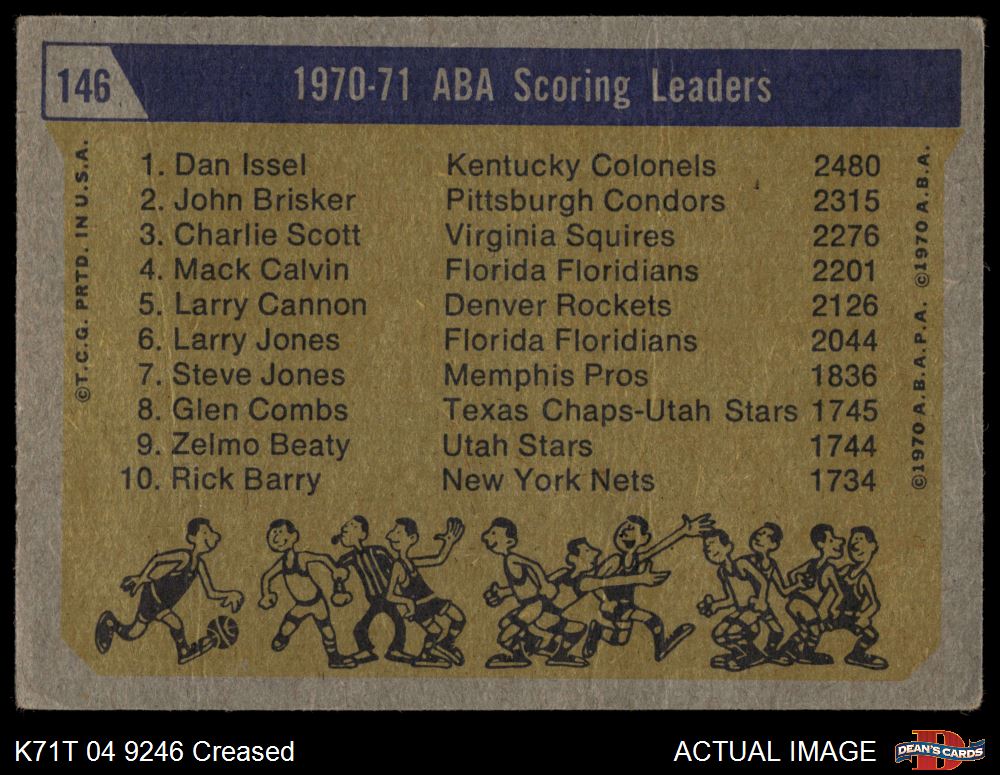 146
1970-71 ABA Scoring Leaders
©T.C.G. PRTD. IN U.S.A.
1. Dan Issel Kentucky Colonels 2480
2. John Brisker Pittsburgh Condors 2315
3. Charlie Scott Virginia Squires 2276
4. Mack Calvin Florida Floridians 2201
5. Larry Cannon Denver Rockets 2126
6. Larry Jones Florida Floridians 2044
7. Steve Jones Memphis Pros 1836
8. Glen Combs Texas Chaps-Utah Stars 1745
9. Zelmo Beaty Utah Stars 1744
10. Rick Barry New York Nets 1734
©1970 A.B.A.P.A. ©1970 A.B.A.
K71T 04 9246 Creased
ACTUAL IMAGE
D
DEAN'S CARDS